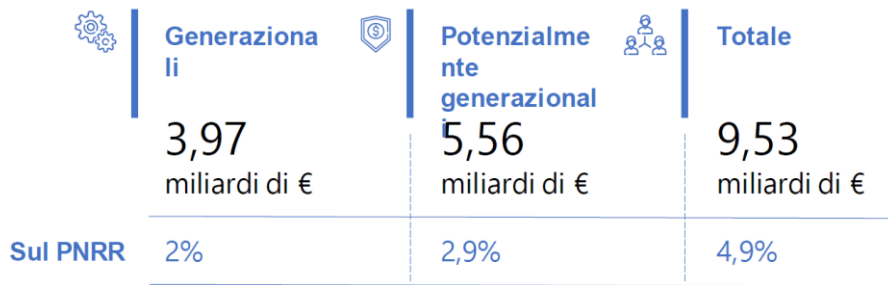 Generaziona
li
Potenzialme
nte
generazionali
Totale
3,97
miliardi di €
5,56
miliardi di €
9,53
miliardi di €
Sul PNRR
2%
2,9%
4,9%